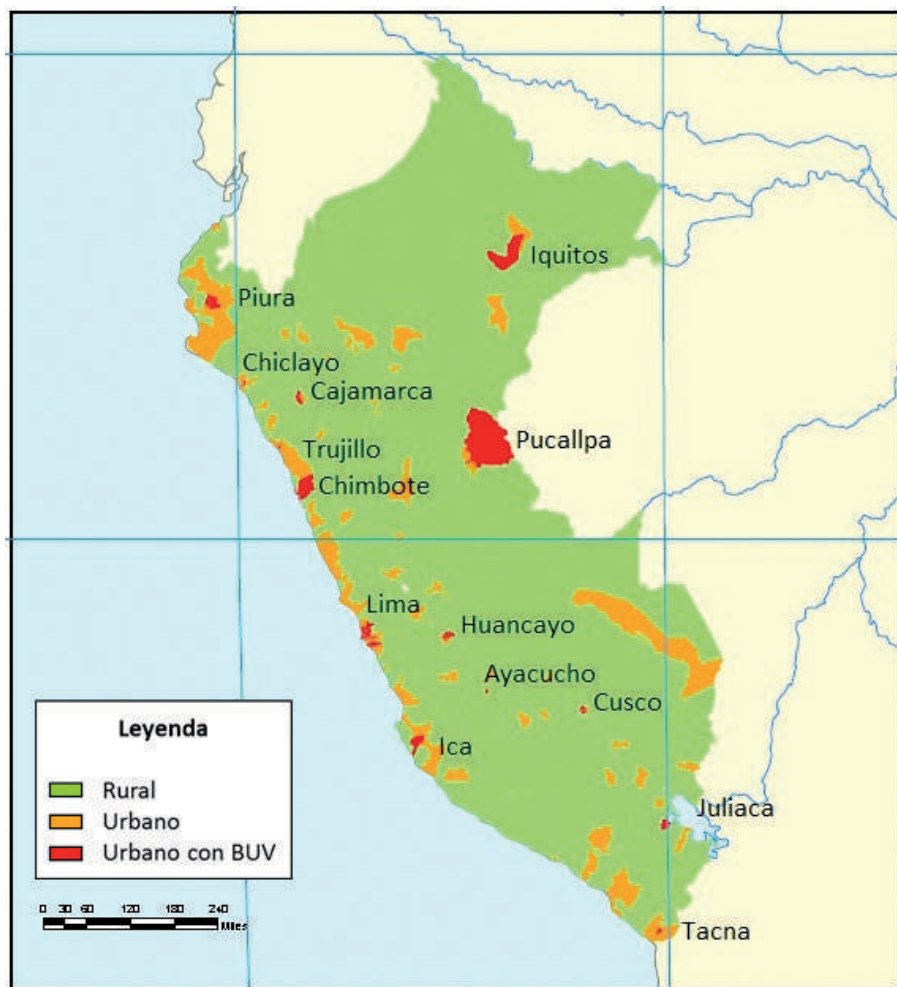 Iquitos
Piura
Chiclayo
Cajamarca
Pucallpa
Trujillo
Chimbote
Lima
Huancayo
Ayacucho
Cusco
Ica
Juliaca
Tacna
Leyenda
Rural
Urbano
Urbano con BUV
0 30 60 120 180 240
Miles